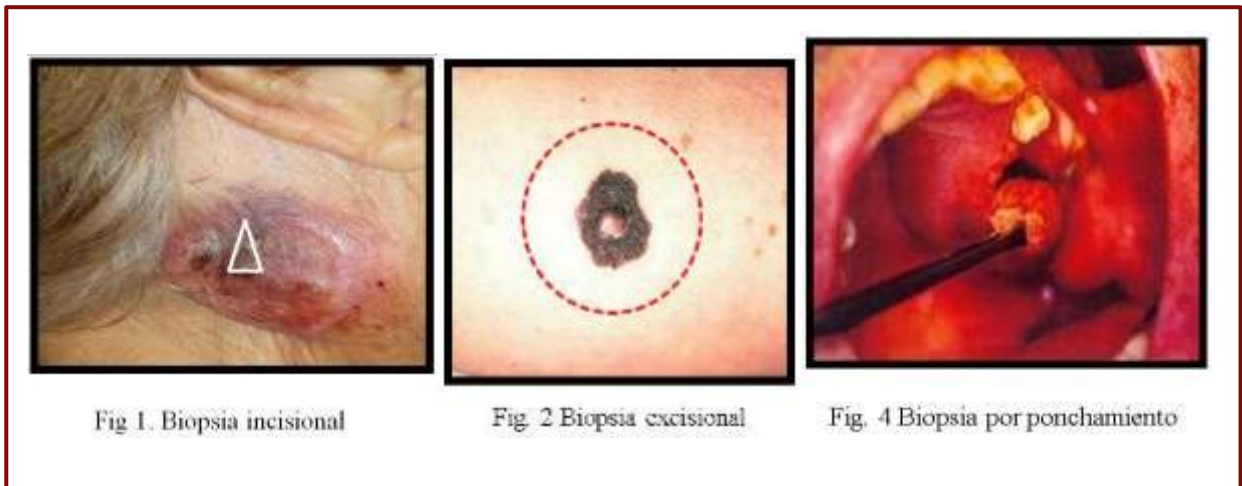 Fig 1. Biopsia incisional
Fig. 2 Biopsia excisional
Fig. 4 Biopsia por ponchamiento